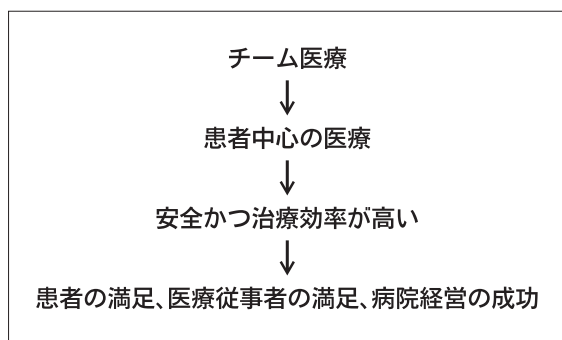 チーム医療
患者中心の医療
安全かつ治療効率が高い
患者の満足、医療従事者の満足、病院経営の成功